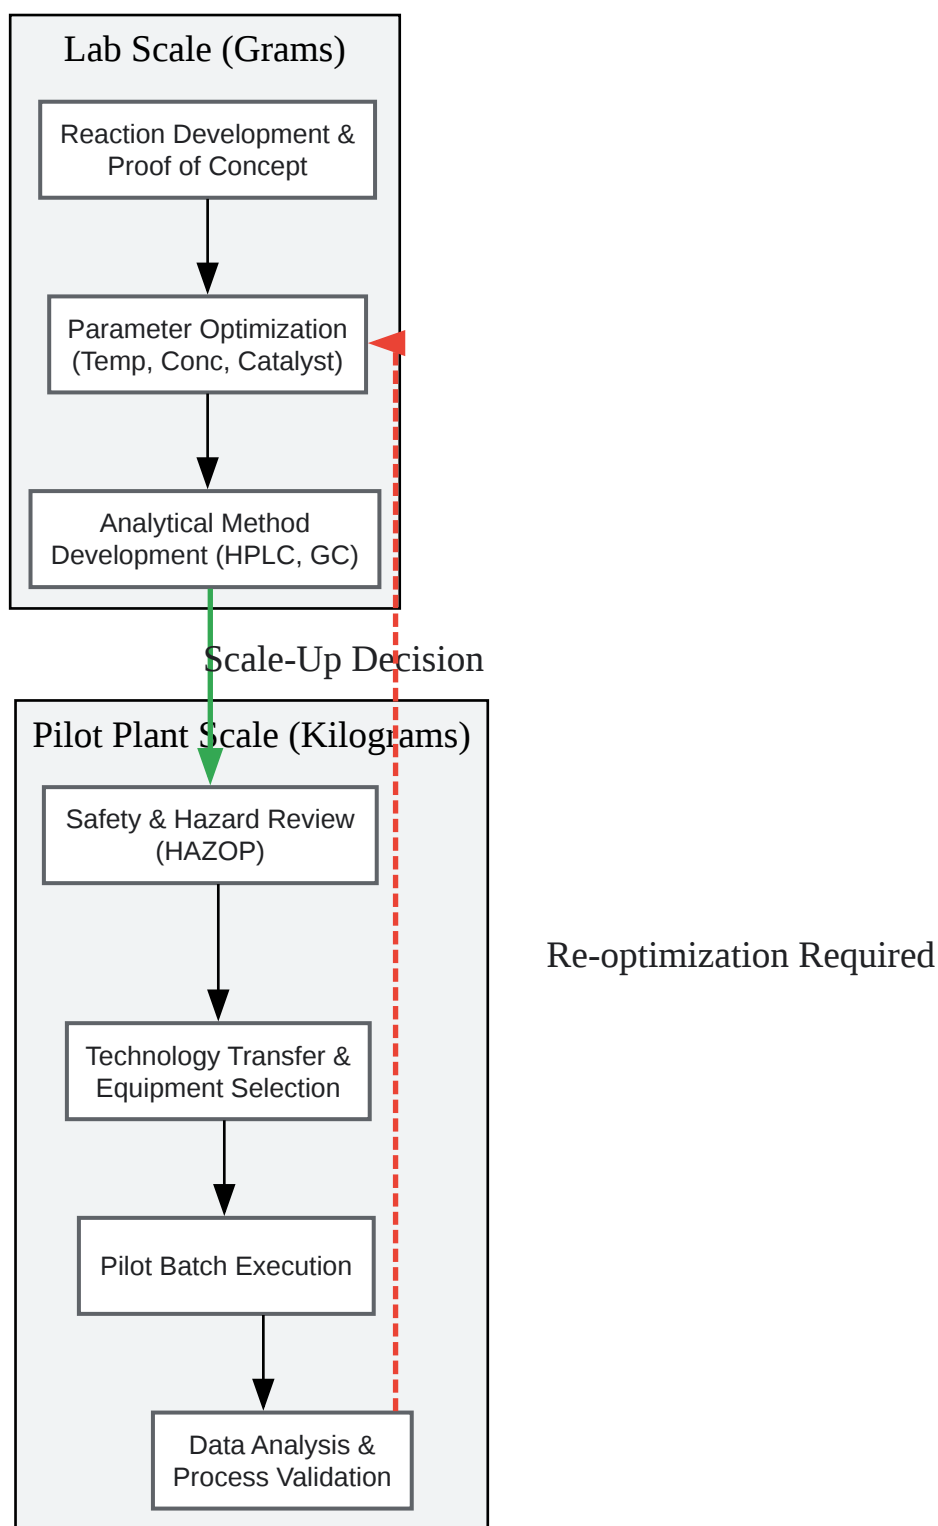 Lab Scale (Grams)
Reaction Development &
Proof of Concept
Parameter Optimization
(Temp, Conc, Catalyst)
Analytical Method
Development (HPLC, GC)
Scale-Up Decision
Pilot Plant Scale (Kilograms)
Safety & Hazard Review
(HAZOP)
Re-optimization Required
Technology Transfer &
Equipment Selection
Pilot Batch Execution
Data Analysis &
Process Validation